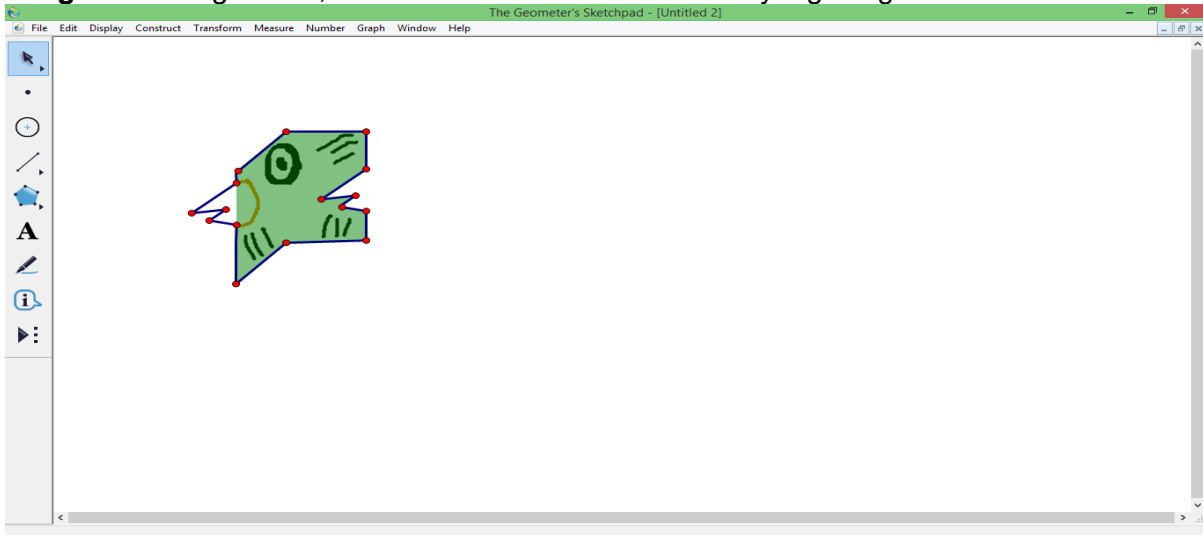 The Geometer's Sketchpad - [Untitled 2]
File Edit Display Construct Transform Measure Number Graph Window Help
A
i